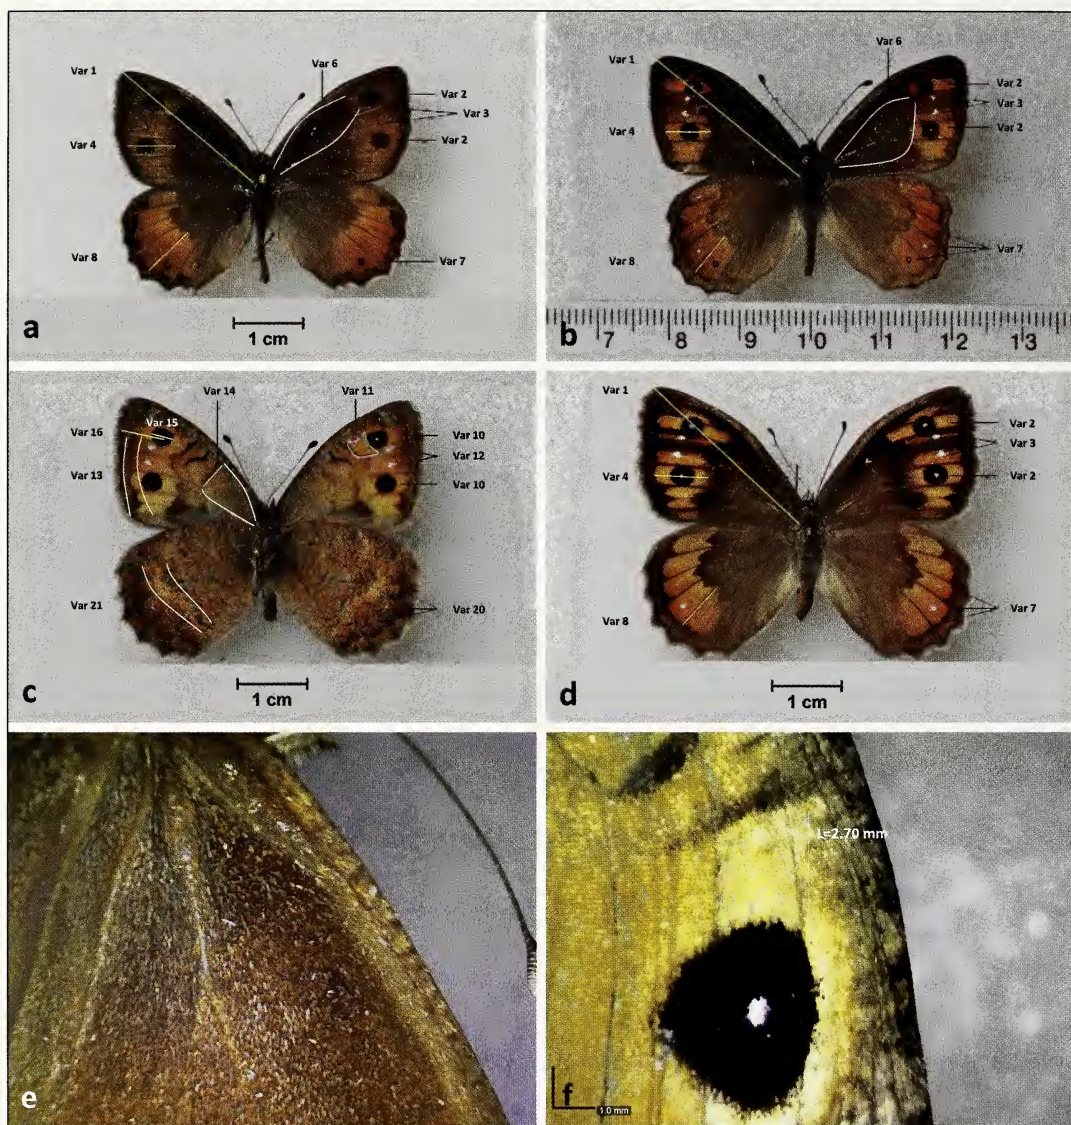 Var 1
Var 6
Var 2
Var 3
Var 4
Var 2
Var 8
Var 7
a
1 cm
Var 6
Var 1
Var 2
Var 3
Var 4
Var 2
Var 7
Var 8
b
7 8 9 10 11 12 13
Var 14
Var 11
Var 16
Var 15
Var 10
Var 12
Var 13
Var 10
Var 21
Var 20
c
1 cm
Var 1
Var 2
Var 3
Var 4
Var 2
Var 7
Var 8
d
1 cm
e
L=2.70 mm
f
1.0 mm